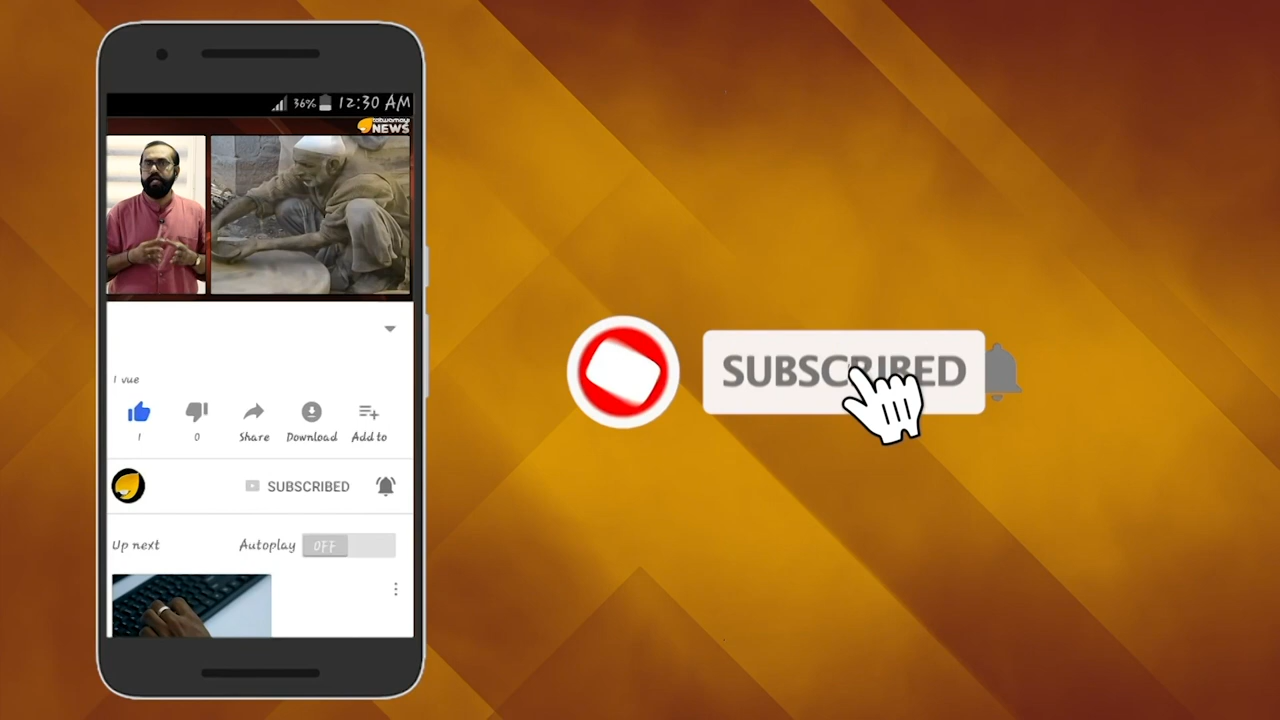 36% 12:30 AM
tatwamayi
NEWS
1 vue
1
0
Share
Download
Add to
SUBSCRIBED
Up next
Autoplay
OFF
SUBSCRIBED